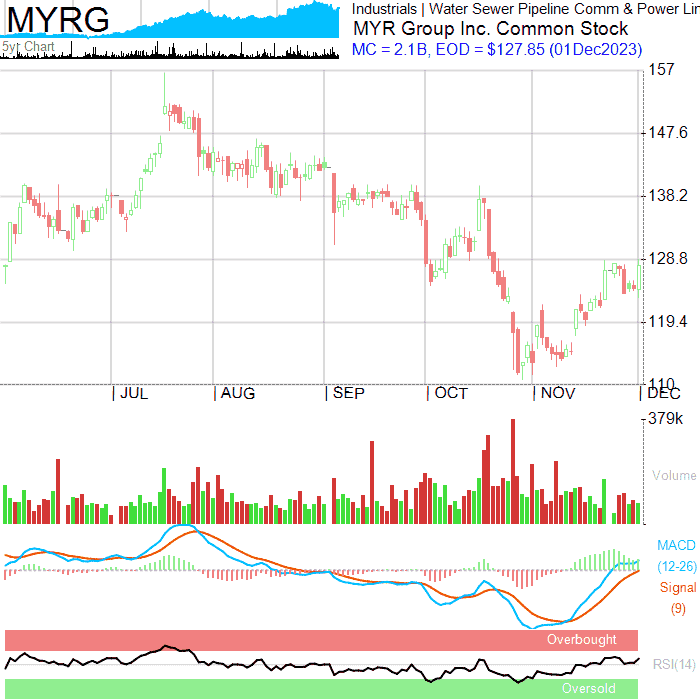 MYRG
5yr Chart
Industrials | Water Sewer Pipeline Comm & Power Lin
MYR Group Inc. Common Stock
MC = 2.1B, EOD = $127.85 (01Dec2023)
157
147.6
138.2
128.8
119.4
110
| JUL | AUG | SEP | OCT | NOV | DEC
379k
Volume
MACD
(12-26)
Signal
(9)
Overbought
RSI(14)
Oversold